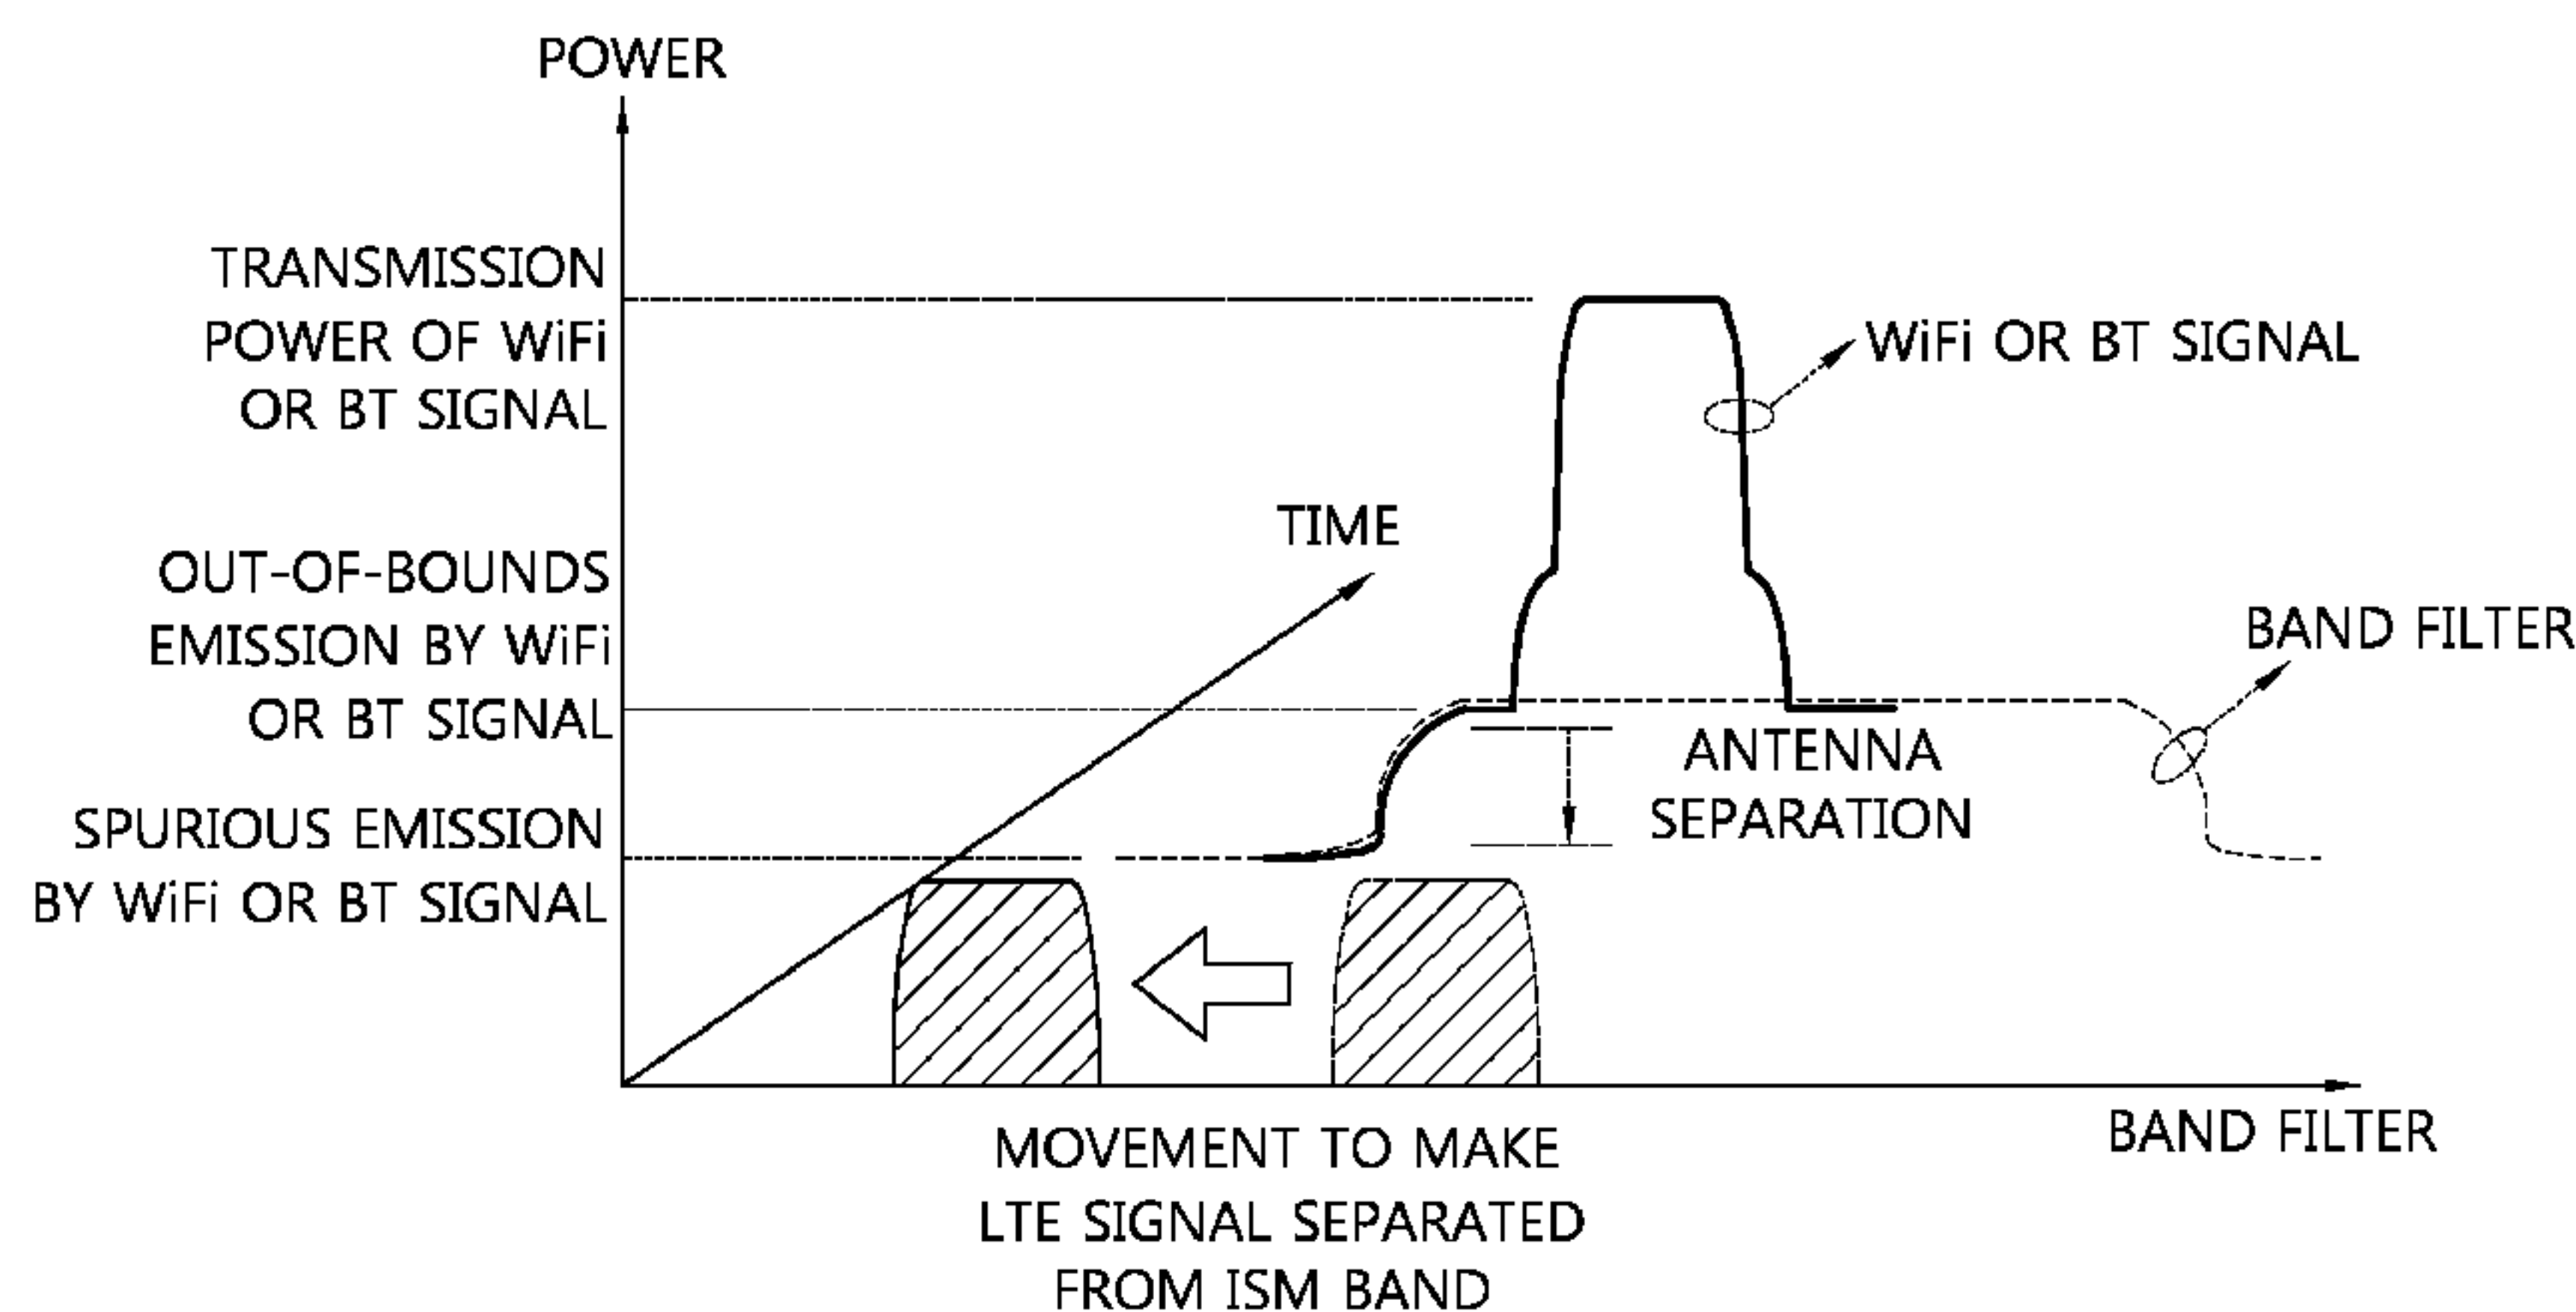 POWER
TRANSMISSION
POWER OF WiFi
OR BT SIGNAL
WiFi OR BT SIGNAL
TIME
OUT-OF-BOUNDS
EMISSION BY WiFi
OR BT SIGNAL
BAND FILTER
ANTENNA
SEPARATION
SPURIOUS EMISSION
BY WiFi OR BT SIGNAL
BAND FILTER
MOVEMENT TO MAKE
LTE SIGNAL SEPARATED
FROM ISM BAND